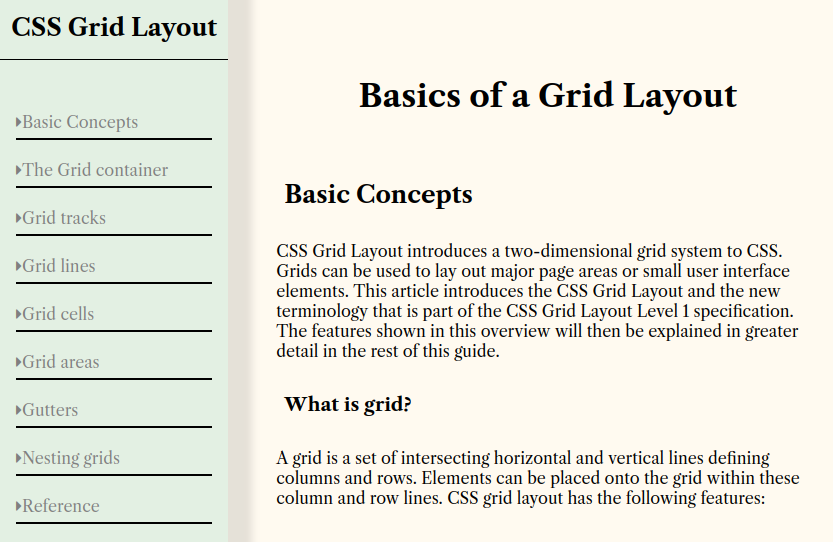 CSS Grid Layout
Basic Concepts
The Grid container
Grid tracks
Grid lines
Grid cells
Grid areas
Gutters
Nesting grids
Reference
Basics of a Grid Layout
Basic Concepts
CSS Grid Layout introduces a two-dimensional grid system to CSS.
Grids can be used to lay out major page areas or small user interface
elements. This article introduces the CSS Grid Layout and the new
terminology that is part of the CSS Grid Layout Level 1 specification.
The features shown in this overview will then be explained in greater
detail in the rest of this guide.
What is grid?
A grid is a set of intersecting horizontal and vertical lines defining
columns and rows. Elements can be placed onto the grid within these
column and row lines. CSS grid layout has the following features: